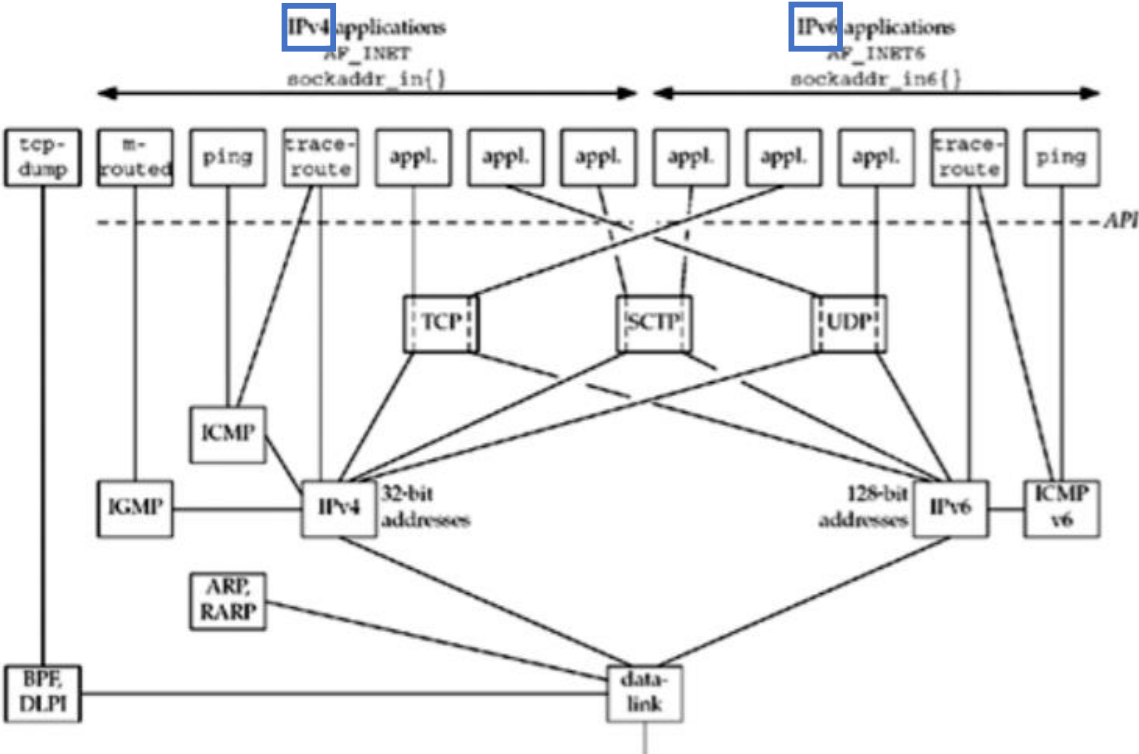 IPv4 applications
AF_INET
sockaddr_in{}
IPv6 applications
AF_INET6
sockaddr_in6{}
tcp-
dump
m-
routed
ping
trace-
route
appl.
appl.
appl.
appl.
appl.
appl.
trace-
route
ping
API
TCP
SCTP
UDP
ICMP
IGMP
IPv4
32-bit
addresses
128-bit
addresses
IPv6
ICMP
v6
ARP,
RARP
BPF,
DLPI
data-
link